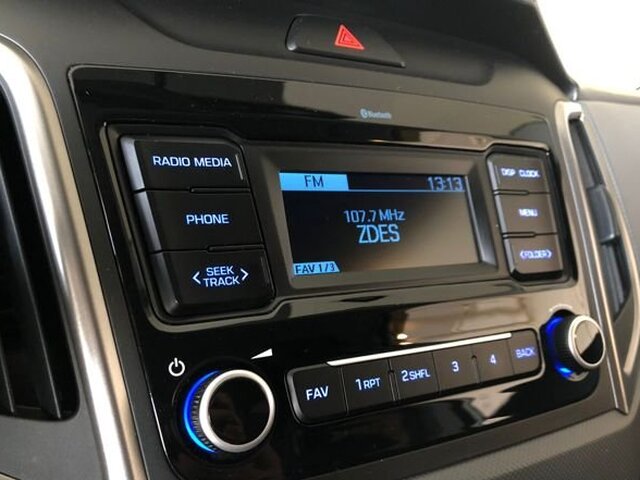 Bluetooth
RADIO MEDIA
FM 13:13
DISP CLOCK
PHONE
107.7 MHz
MENU
ZDES
<SEEK
TRACK>
FAV 1/3
<FOLDER>
FAV 1 RPT 2 SHFL 3 4 BACK